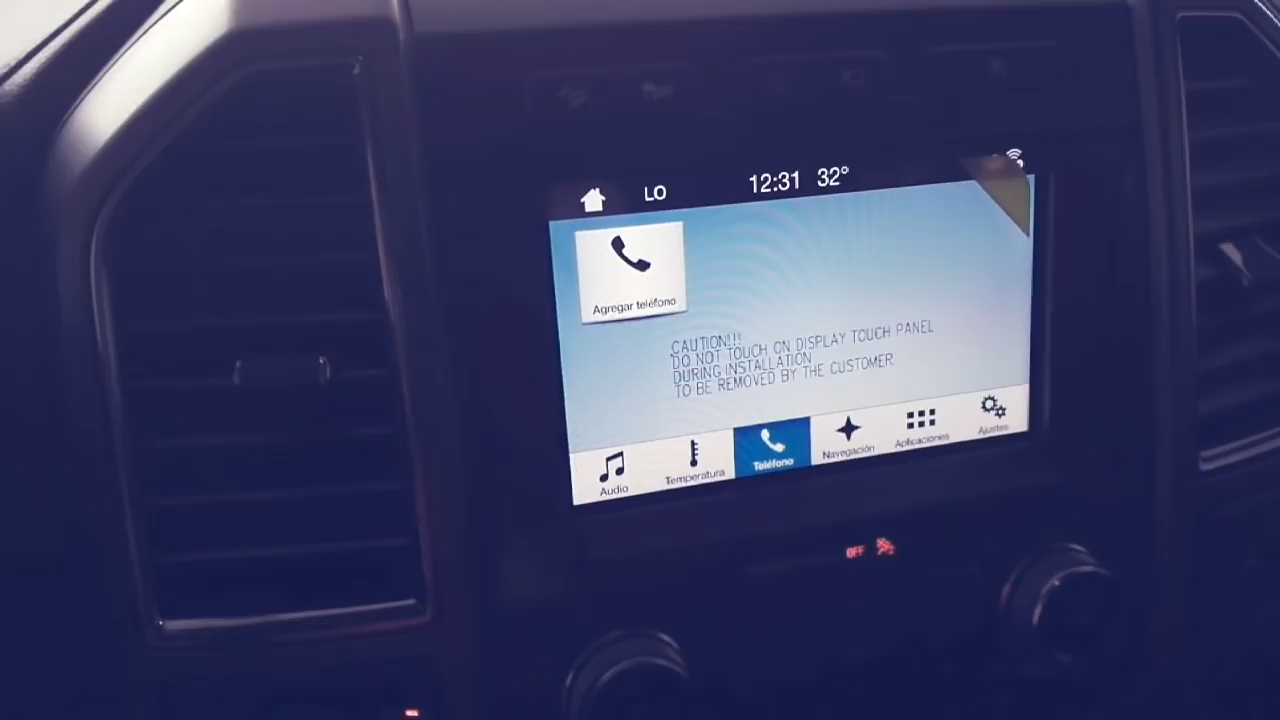 LO 12:31 32°
Agregar teléfono
CAUTION!!!
DO NOT TOUCH ON DISPLAY TOUCH PANEL
DURING INSTALLATION
TO BE REMOVED BY THE CUSTOMER
Audio Temperatura Teléfono Navegación Aplicaciones Ajustes
OFF